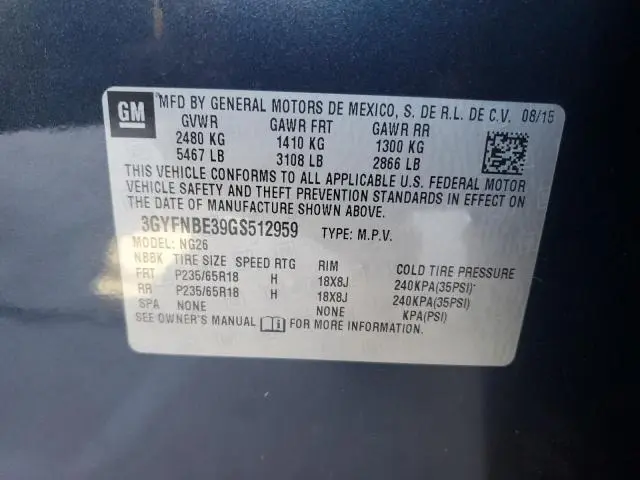 GM
MFD BY GENERAL MOTORS DE MEXICO, S. DE R.L. DE C.V. 08/15
GVWR GAWR FRT GAWR RR
2480 KG 1410 KG 1300 KG
5467 LB 3108 LB 2866 LB
THIS VEHICLE CONFORMS TO ALL APPLICABLE U.S. FEDERAL MOTOR
VEHICLE SAFETY AND THEFT PREVENTION STANDARDS IN EFFECT ON
THE DATE OF MANUFACTURE SHOWN ABOVE.
3GYFNBE39GS512959 TYPE: M.P.V.
MODEL: NG26
NBBK TIRE SIZE SPEED RTG RIM COLD TIRE PRESSURE
FRT P235/65R18 H 18X8J 240KPA(35PSI)
RR P235/65R18 H 18X8J 240KPA(35PSI)
SPA NONE NONE KPA(PSI)
SEE OWNER'S MANUAL FOR MORE INFORMATION.